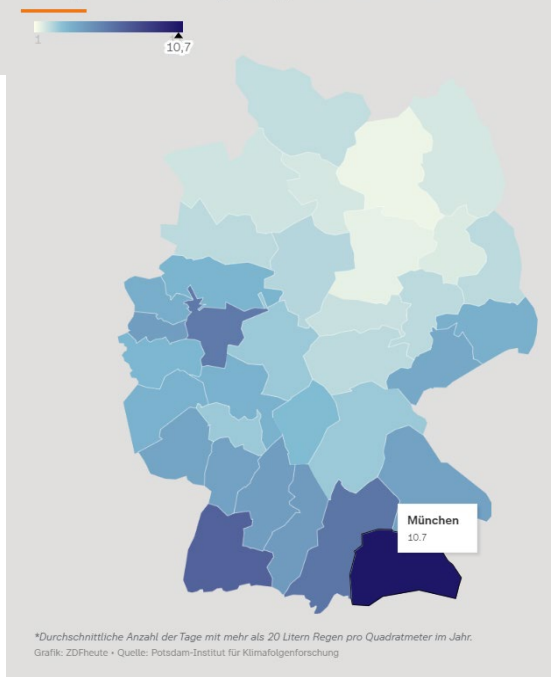 1
10,7
München
10.7
*Durchschnittliche Anzahl der Tage mit mehr als 20 Litern Regen pro Quadratmeter im Jahr.
Grafik: ZDFheute • Quelle: Potsdam-Institut für Klimafolgenforschung